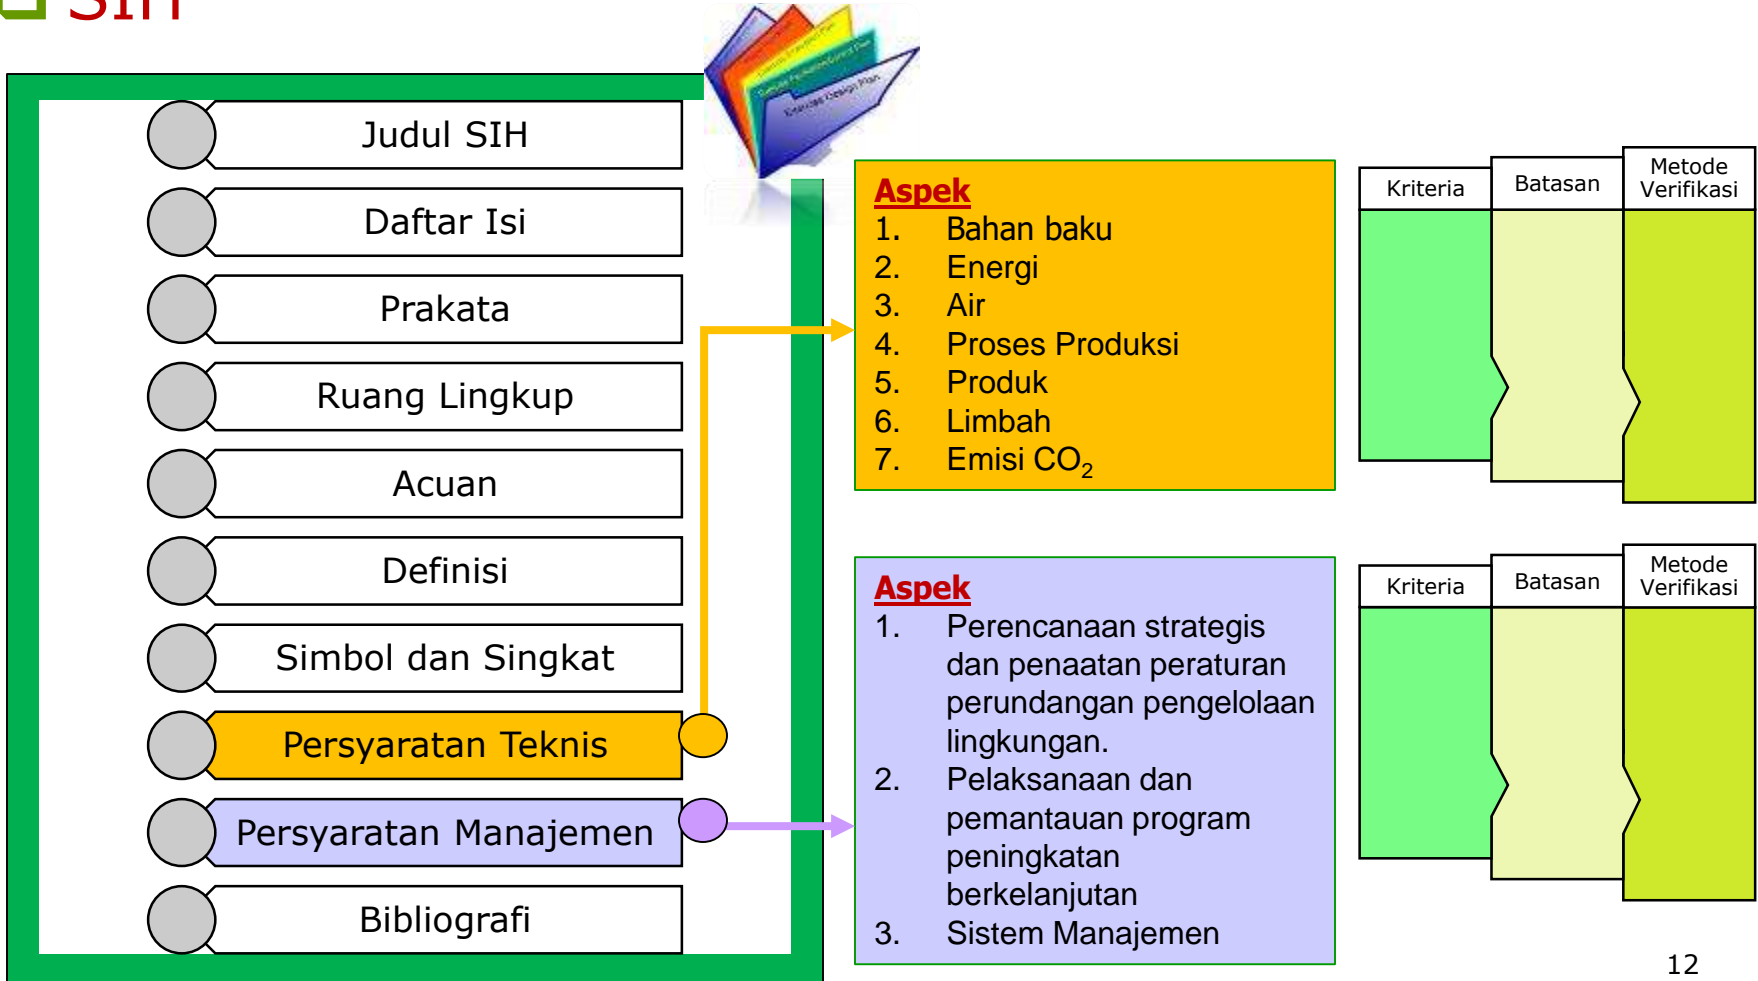 SIH
Judul SIH
Daftar Isi
Prakata
Ruang Lingkup
Acuan
Definisi
Simbol dan Singkat
Persyaratan Teknis
Persyaratan Manajemen
Bibliografi
Aspek
1. Bahan baku
2. Energi
3. Air
4. Proses Produksi
5. Produk
6. Limbah
7. Emisi CO₂
Kriteria
Batasan
Metode
Verifikasi
Aspek
1. Perencanaan strategis
dan penaatan peraturan
perundangan pengelolaan
lingkungan.
2. Pelaksanaan dan
pemantauan program
peningkatan
berkelanjutan
3. Sistem Manajemen
Kriteria
Batasan
Metode
Verifikasi
12